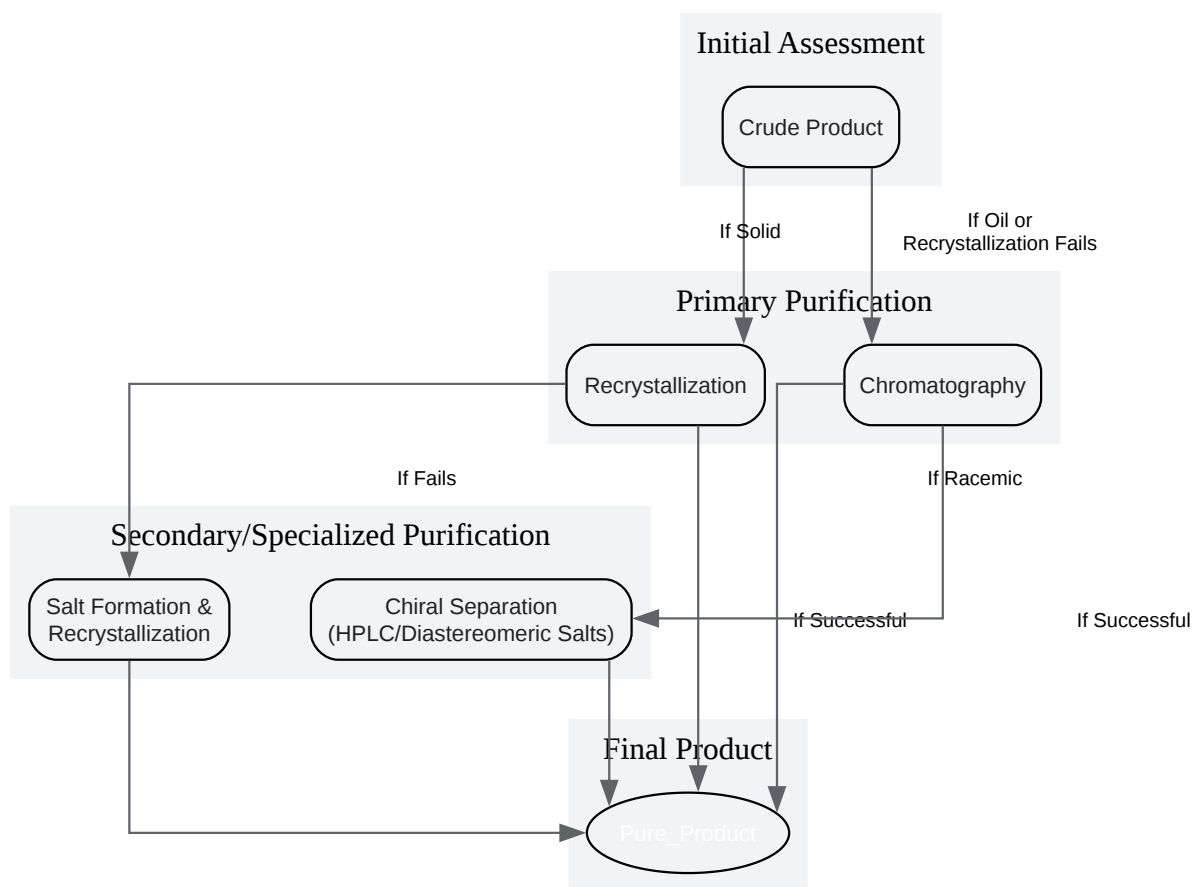 Initial Assessment
Crude Product
If Solid
If Oil or
Recrystallization Fails
Primary Purification
Recrystallization
Chromatography
If Fails
If Racemic
Secondary/Specialized Purification
Salt Formation &
Recrystallization
Chiral Separation
(HPLC/Diastereomeric Salts)
If Successful
If Successful
Final Product
Pure_Product